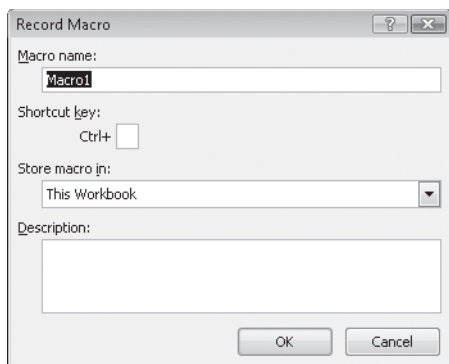 Record Macro
Macro name:
Macro1
Shortcut key:
Ctrl+
Store macro in:
This Workbook
Description:
OK Cancel